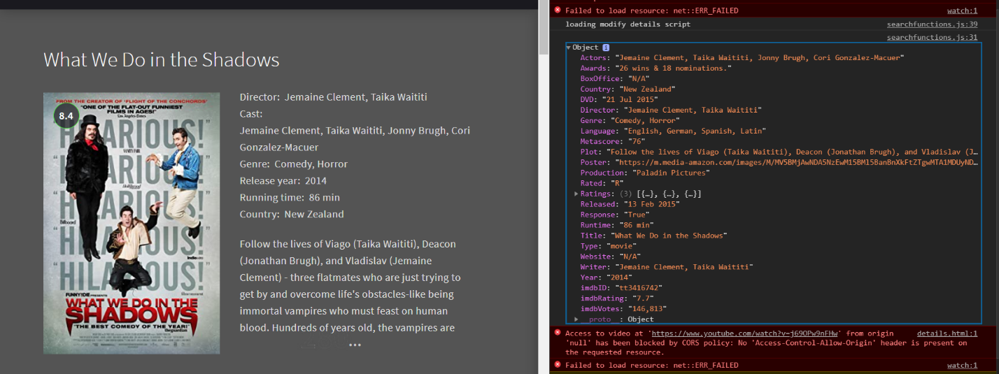 What We Do in the Shadows
FROM THE CREATOR OF 'FLIGHT OF THE CONCHORDS'
"ONE OF THE FLAT-OUT FUNNIEST
FILMS IN AGES!"
Los Angeles Times
8.4
"HILARIOUS!"
VANITY FAIR
"HILARIOUS!"
Hollywood
"HILARIOUS!"
Billboard
"HILARIOUS!"
indiewire
"HILARIOUS!"
FUNNY OR DIE PRESENTS
WHAT WE DO IN THE
SHADOWS
"THE BEST COMEDY OF THE YEAR!"
theguardian
Director: Jemaine Clement, Taika Waititi
Cast:
Jemaine Clement, Taika Waititi, Jonny Brugh, Cori
Gonzalez-Macuer
Genre: Comedy, Horror
Release year: 2014
Running time: 86 min
Country: New Zealand
Follow the lives of Viago (Taika Waititi), Deacon
(Jonathan Brugh), and Vladislav (Jemaine
Clement) - three flatmates who are just trying to
get by and overcome life's obstacles-like being
immortal vampires who must feast on human
blood. Hundreds of years old, the vampires are
Failed to load resource: net::ERR_FAILED watch:1
loading modify details script searchfunctions.js:39
searchfunctions.js:31
Object i
Actors: "Jemaine Clement, Taika Waititi, Jonny Brugh, Cori Gonzalez-Macuer"
Awards: "26 wins & 18 nominations."
BoxOffice: "N/A"
Country: "New Zealand"
DVD: "21 Jul 2015"
Director: "Jemaine Clement, Taika Waititi"
Genre: "Comedy, Horror"
Language: "English, German, Spanish, Latin"
Metascore: "76"
Plot: "Follow the lives of Viago (Taika Waititi), Deacon (Jonathan Brugh), and Vladislav (J…
Poster: "https://m.media-amazon.com/images/M/MV5BMjAwNDA5NzEwM15BMl5BanBnXkFtZTgwMTA1MDUyND…
Production: "Paladin Pictures"
Rated: "R"
Ratings: (3) [{…}, {…}, {…}]
Released: "13 Feb 2015"
Response: "True"
Runtime: "86 min"
Title: "What We Do in the Shadows"
Type: "movie"
Website: "N/A"
Writer: "Jemaine Clement, Taika Waititi"
Year: "2014"
imdbID: "tt3416742"
imdbRating: "7.7"
imdbVotes: "146,813"
__proto__: Object
Access to video at 'https://www.youtube.com/watch?v=j69OPw9nFHw' from origin details.html:1
'null' has been blocked by CORS policy: No 'Access-Control-Allow-Origin' header is present on
the requested resource.
Failed to load resource: net::ERR_FAILED watch:1